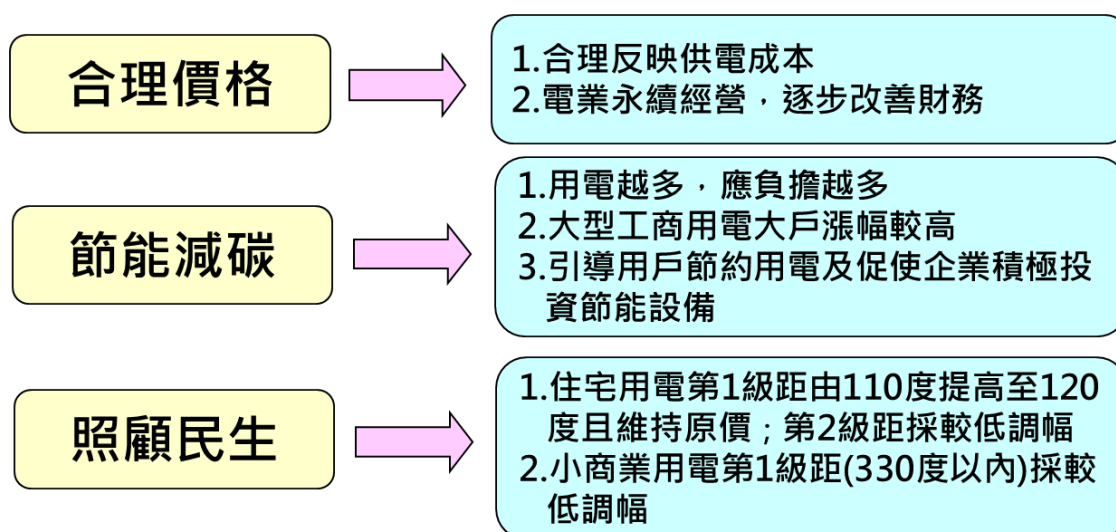 合理價格
1.合理反映供電成本
2.電業永續經營，逐步改善財務
節能減碳
1.用電越多，應負擔越多
2.大型工商用電大戶漲幅較高
3.引導用戶節約用電及促使企業積極投
資節能設備
照顧民生
1.住宅用電第1級距由110度提高至120
度且維持原價；第2級距採較低調幅
2.小商業用電第1級距(330度以內)採較
低調幅